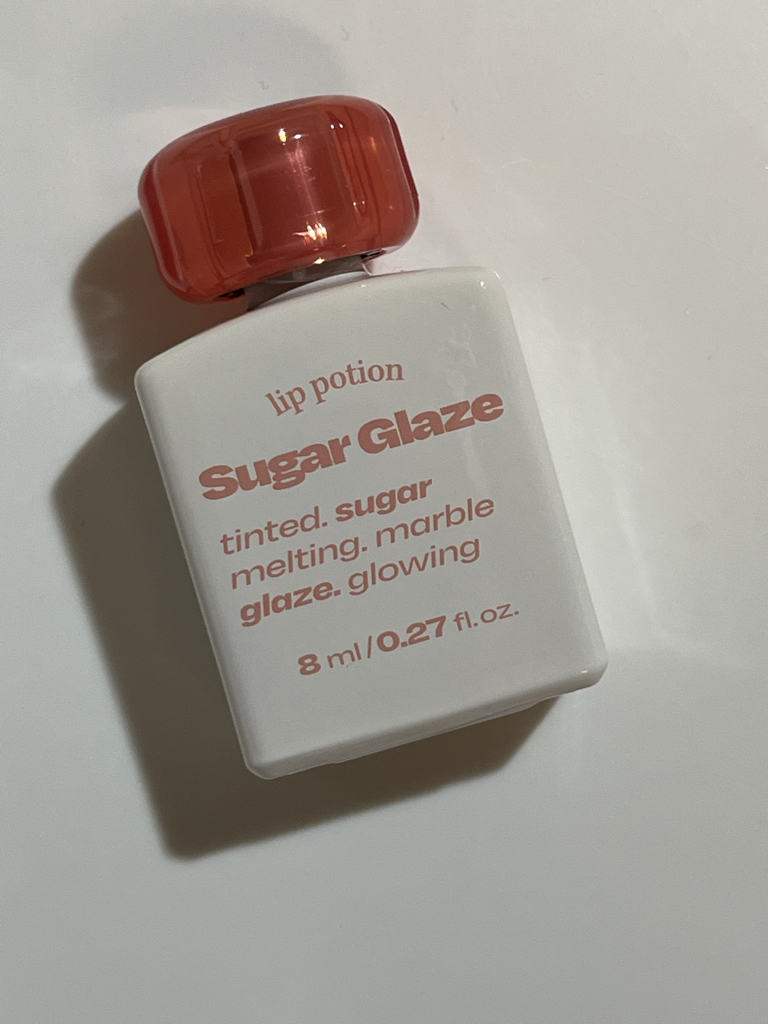 lip potion
Sugar Glaze
tinted. sugar
melting. marble
glaze. glowing
8 ml/0.27 fl.oz.